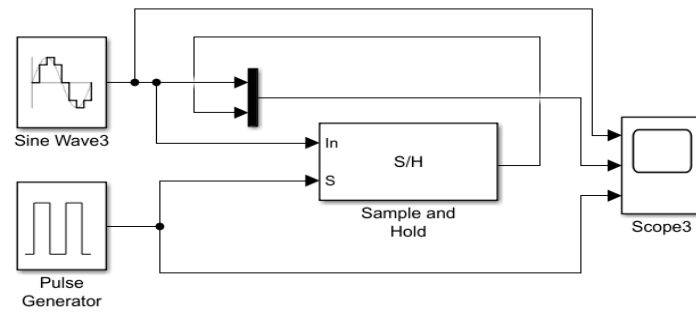 Sine Wave3
In
S/H
S
Sample and
Hold
Scope3
Pulse
Generator